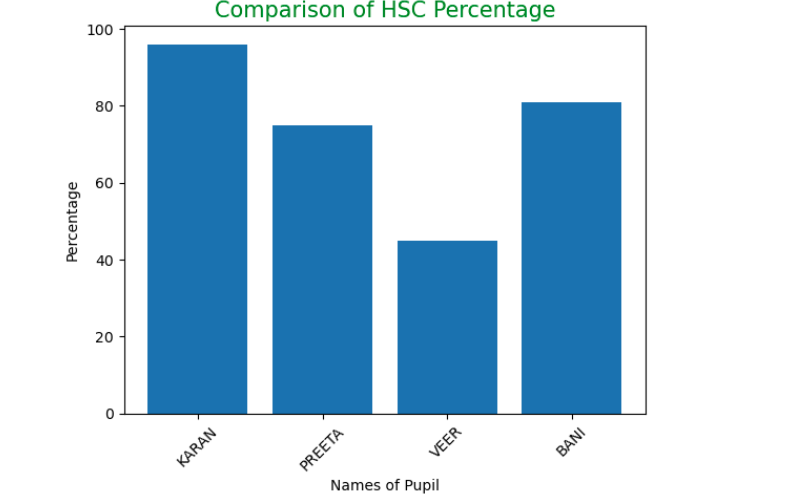 Comparison of HSC Percentage
100
80
60
40
20
0
Percentage
KARAN
PREETA
VEER
BANI
Names of Pupil